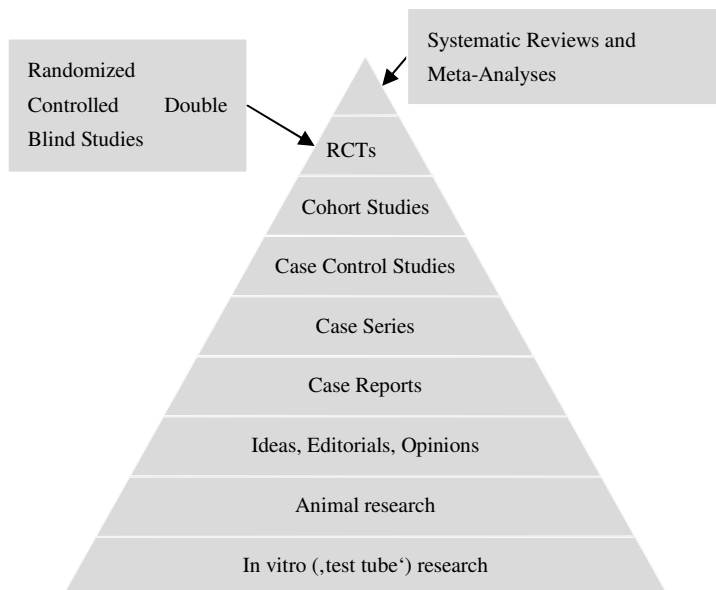 Systematic Reviews and
Meta-Analyses
Randomized
Controlled Double
Blind Studies
RCTs
Cohort Studies
Case Control Studies
Case Series
Case Reports
Ideas, Editorials, Opinions
Animal research
In vitro (‚test tube‘) research